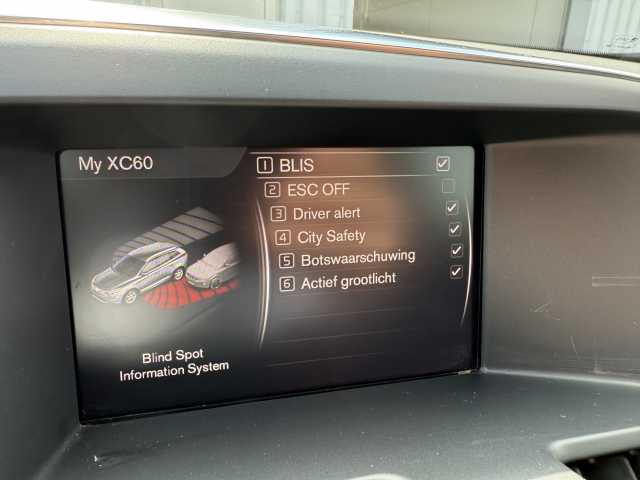 My XC60
1 BLIS
2 ESC OFF
3 Driver alert
4 City Safety
5 Botswaarschuwing
6 Actief grootlicht
Blind Spot
Information System